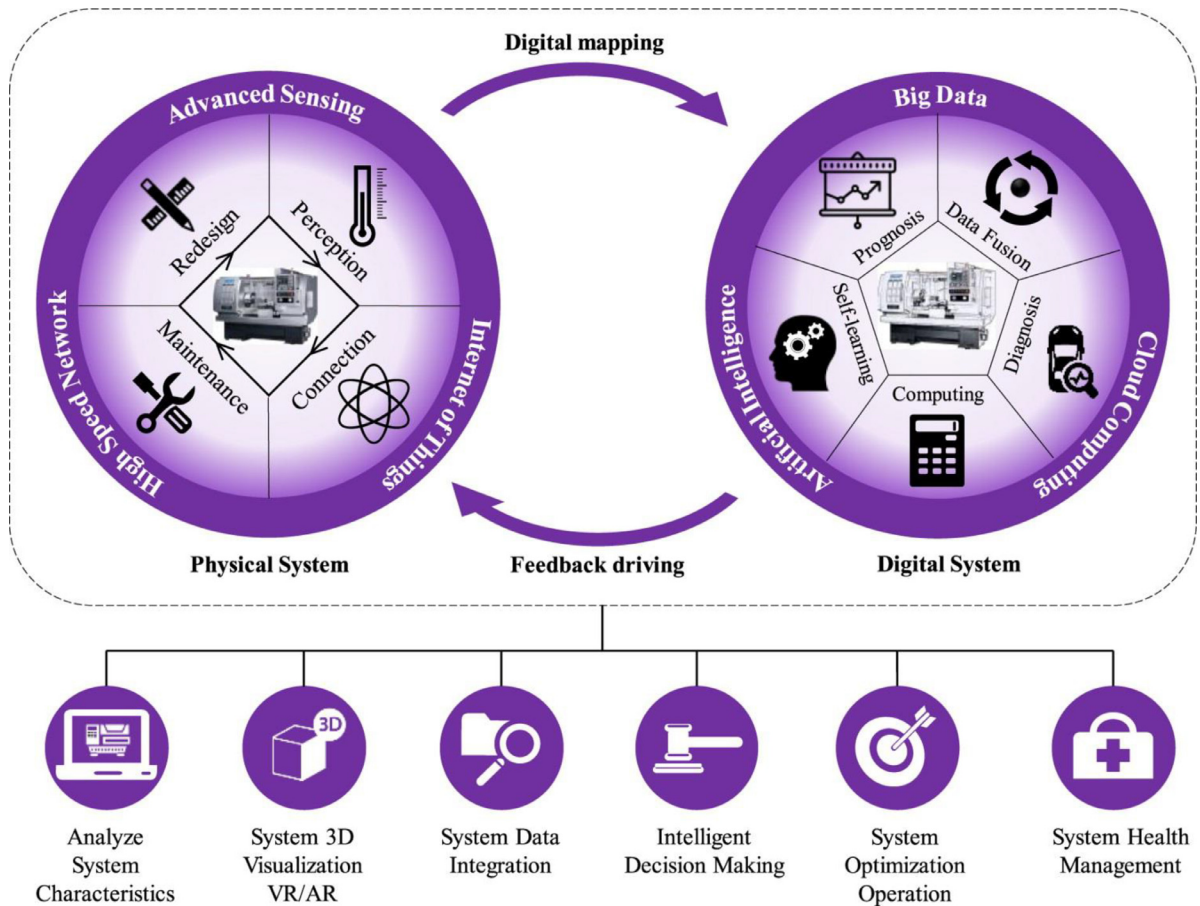 Digital mapping
Advanced Sensing
High Speed Network
Internet of Things
Redesign
Perception
Maintenance
Connection
Physical System
Big Data
Artificial Intelligence
Cloud Computing
Prognosis
Data Fusion
Self-learning
Diagnosis
Computing
Digital System
Feedback driving
3D
Analyze
System
Characteristics
System 3D
Visualization
VR/AR
System Data
Integration
Intelligent
Decision Making
System
Optimization
Operation
System Health
Management